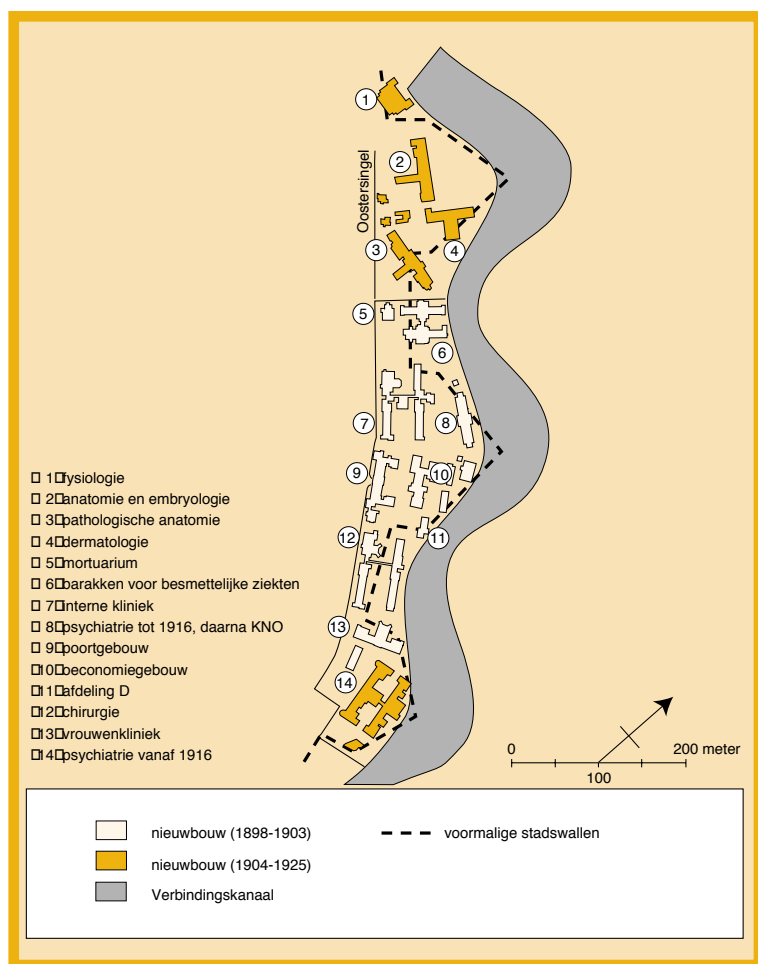 1
2
Oostersingel
3
4
5
6
7
8
9
10
11
12
13
14
1 fysiologie
2 anatomie en embryologie
3 pathologische anatomie
4 dermatologie
5 mortuarium
6 barakken voor besmettelijke ziekten
7 interne kliniek
8 psychiatrie tot 1916, daarna KNO
9 poortgebouw
10 oeconomiegebouw
11 afdeling D
12 chirurgie
13 vrouwenkliniek
14 psychiatrie vanaf 1916
0 200 meter
100
nieuwbouw (1898-1903)
voormalige stadswallen
nieuwbouw (1904-1925)
Verbindingskanaal